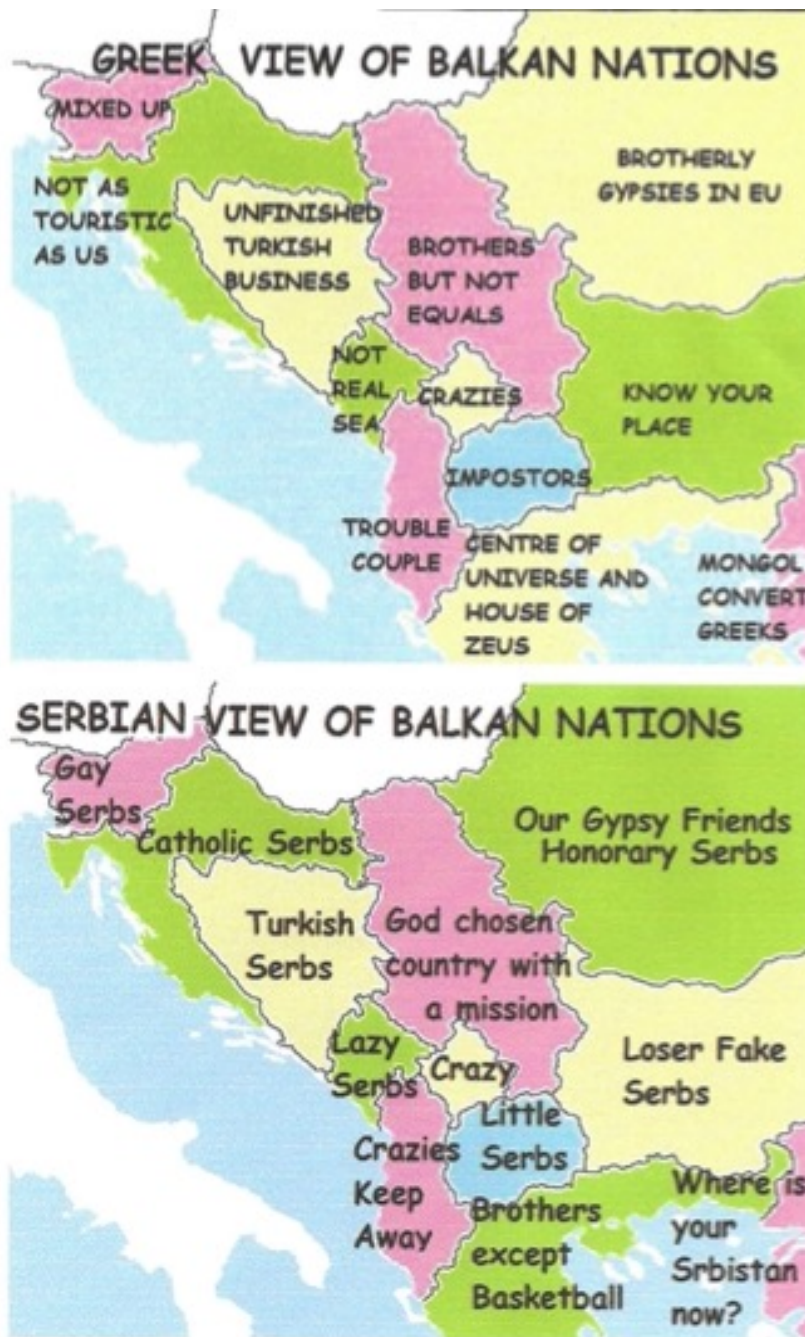 GREEK VIEW OF BALKAN NATIONS
MIXED UP
BROTHERLY
GYPSIES IN EU
NOT AS
TOURISTIC
AS US
UNFINISHED
TURKISH
BUSINESS
BROTHERS
BUT NOT
EQUALS
NOT
REAL
SEA
CRAZIES
KNOW YOUR
PLACE
IMPOSTORS
TROUBLE
COUPLE
CENTRE OF
UNIVERSE AND
HOUSE OF
ZEUS
MONGOL
CONVERT
GREEKS
SERBIAN VIEW OF BALKAN NATIONS
Gay
Serbs
Catholic Serbs
Our Gypsy Friends
Honorary Serbs
Turkish
Serbs
God chosen
country with
a mission
Lazy
Serbs
Crazy
Loser Fake
Serbs
Little
Serbs
Crazies
Keep
Away
Brothers
except
Basketball
Where is
your
Srbistan
now?